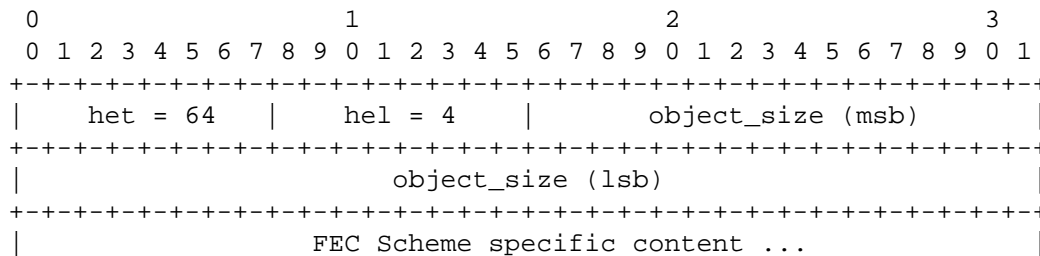 0                   1                   2                   3
0 1 2 3 4 5 6 7 8 9 0 1 2 3 4 5 6 7 8 9 0 1 2 3 4 5 6 7 8 9 0 1
+-+-+-+-+-+-+-+-+-+-+-+-+-+-+-+-+-+-+-+-+-+-+-+-+-+-+-+-+-+-+-+-+
|   het = 64   |   hel = 4   |   object_size (msb)   |
+-+-+-+-+-+-+-+-+-+-+-+-+-+-+-+-+-+-+-+-+-+-+-+-+-+-+-+-+-+-+-+-+
|   object_size (lsb)   |
+-+-+-+-+-+-+-+-+-+-+-+-+-+-+-+-+-+-+-+-+-+-+-+-+-+-+-+-+-+-+-+-+
|   FEC Scheme specific content ...   |